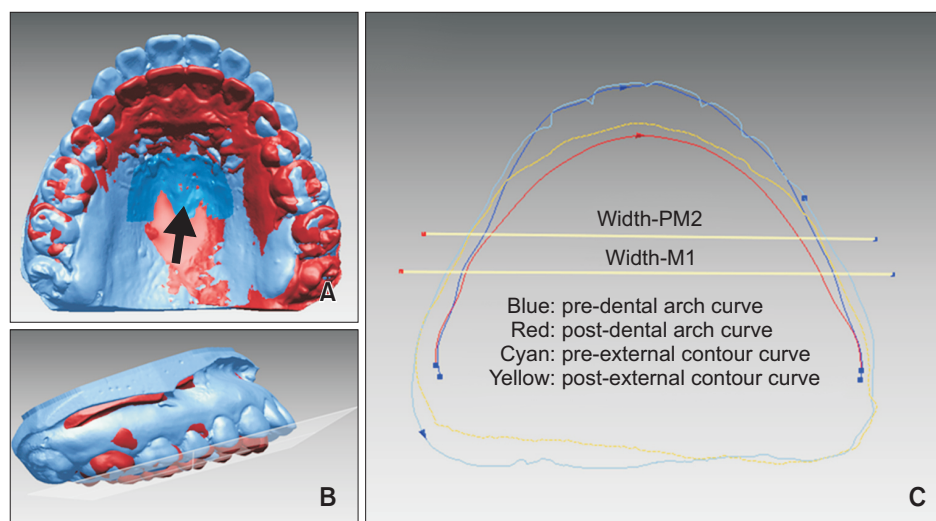 A
B
Width-PM2
Width-M1
Blue: pre-dental arch curve
Red: post-dental arch curve
Cyan: pre-external contour curve
Yellow: post-external contour curve
C